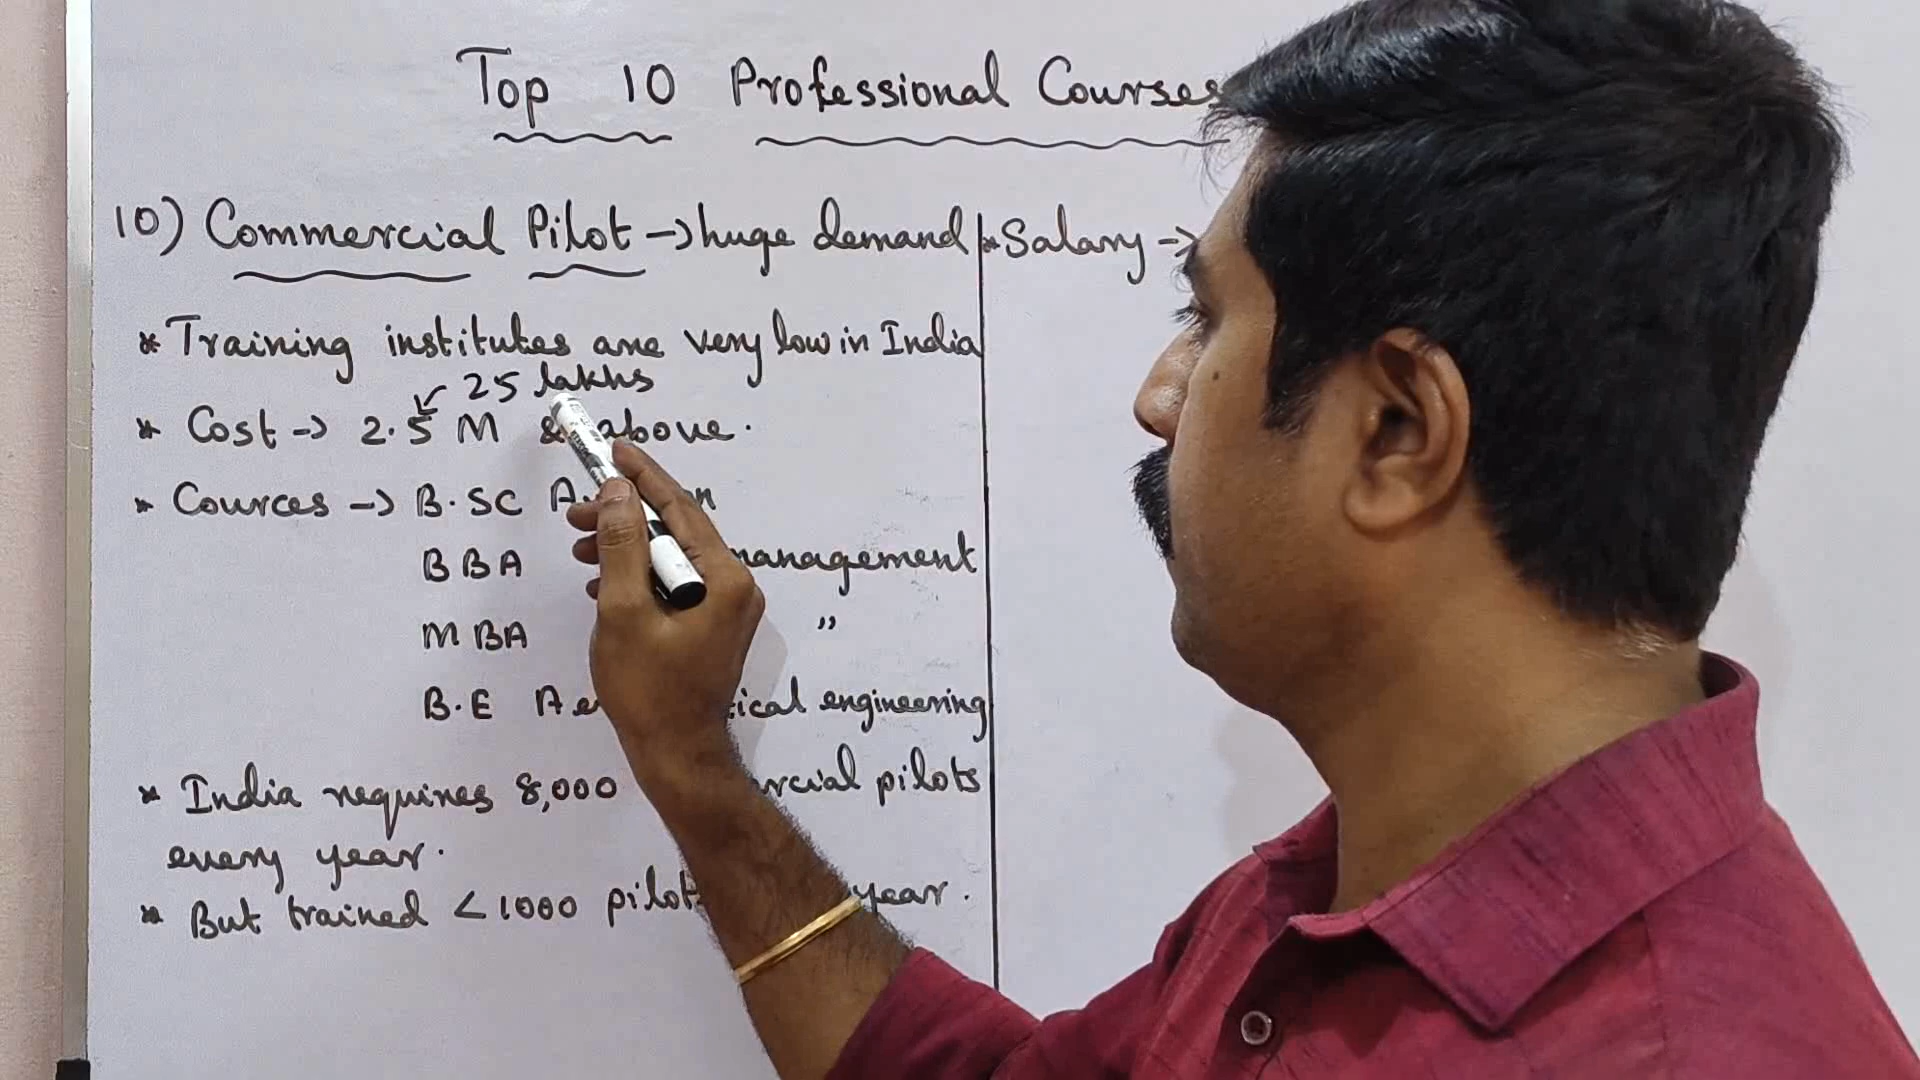 Top 10 Professional Courses
10) Commercial Pilot -> huge demand
* Training institutes are very low in India
25 lakhs
* Cost -> 2.5 M & above.
* Cources -> B.SC
BBA management
MBA "
B.E engineering
* India requires 8,000 pilots
every year.
* But trained < 1000 year.
* Salary ->